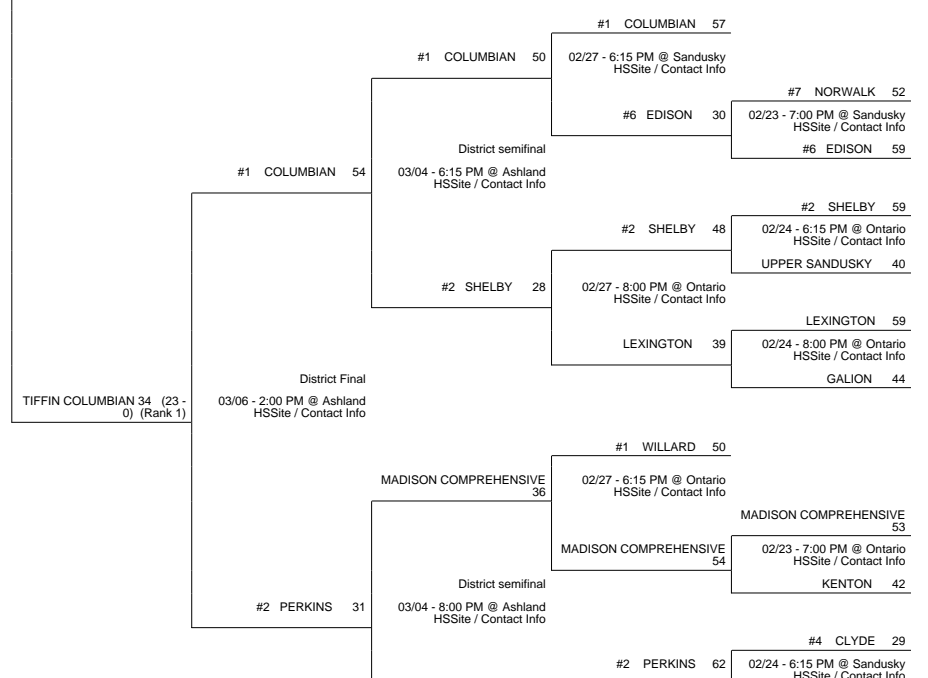 #1 COLUMBIAN 57
#1 COLUMBIAN 50
02/27 - 6:15 PM @ Sandusky
HSSite / Contact Info
#7 NORWALK 52
#6 EDISON 30
02/23 - 7:00 PM @ Sandusky
HSSite / Contact Info
District semifinal
#6 EDISON 59
#1 COLUMBIAN 54
03/04 - 6:15 PM @ Ashland
HSSite / Contact Info
#2 SHELBY 59
#2 SHELBY 48
02/24 - 6:15 PM @ Ontario
HSSite / Contact Info
UPPER SANDUSKY 40
#2 SHELBY 28
02/27 - 8:00 PM @ Ontario
HSSite / Contact Info
LEXINGTON 59
LEXINGTON 39
02/24 - 8:00 PM @ Ontario
HSSite / Contact Info
District Final
GALION 44
TIFFIN COLUMBIAN 34 (23 -
0) (Rank 1)
03/06 - 2:00 PM @ Ashland
HSSite / Contact Info
#1 WILLARD 50
MADISON COMPREHENSIVE
36
02/27 - 6:15 PM @ Ontario
HSSite / Contact Info
MADISON COMPREHENSIVE
53
MADISON COMPREHENSIVE
54
02/23 - 7:00 PM @ Ontario
HSSite / Contact Info
District semifinal
KENTON 42
#2 PERKINS 31
03/04 - 8:00 PM @ Ashland
HSSite / Contact Info
#4 CLYDE 29
#2 PERKINS 62
02/24 - 6:15 PM @ Sandusky
HSSite / Contact Info